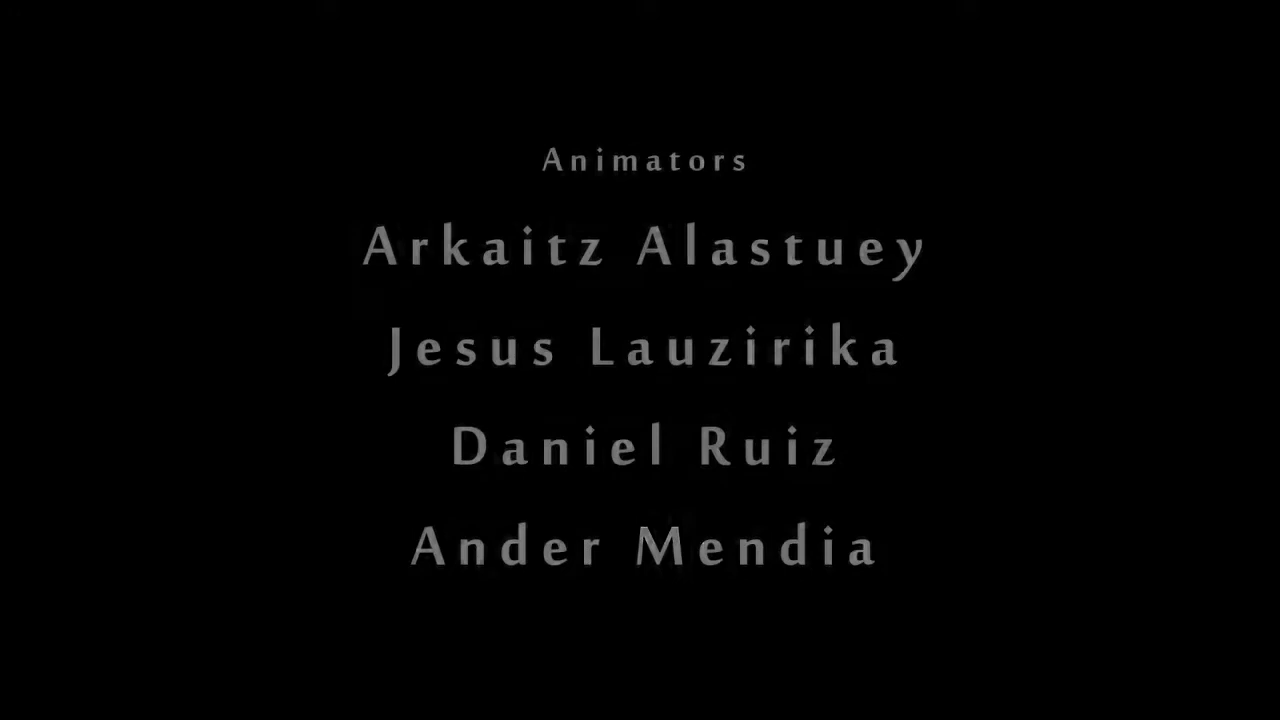 Animators
Arkaitz Alastuey
Jesus Lauzirika
Daniel Ruiz
Ander Mendia